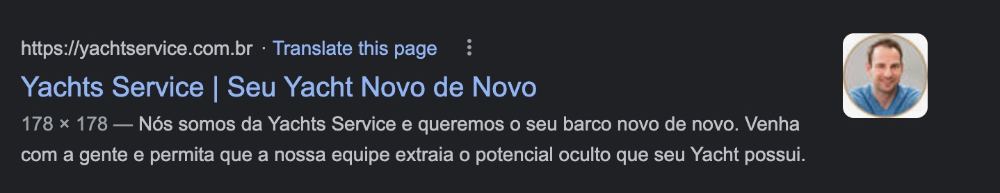 https://yachtservice.com.br · Translate this page
Yachts Service | Seu Yacht Novo de Novo
178 × 178 — Nós somos da Yachts Service e queremos o seu barco novo de novo. Venha
com a gente e permita que a nossa equipe extraia o potencial oculto que seu Yacht possui.